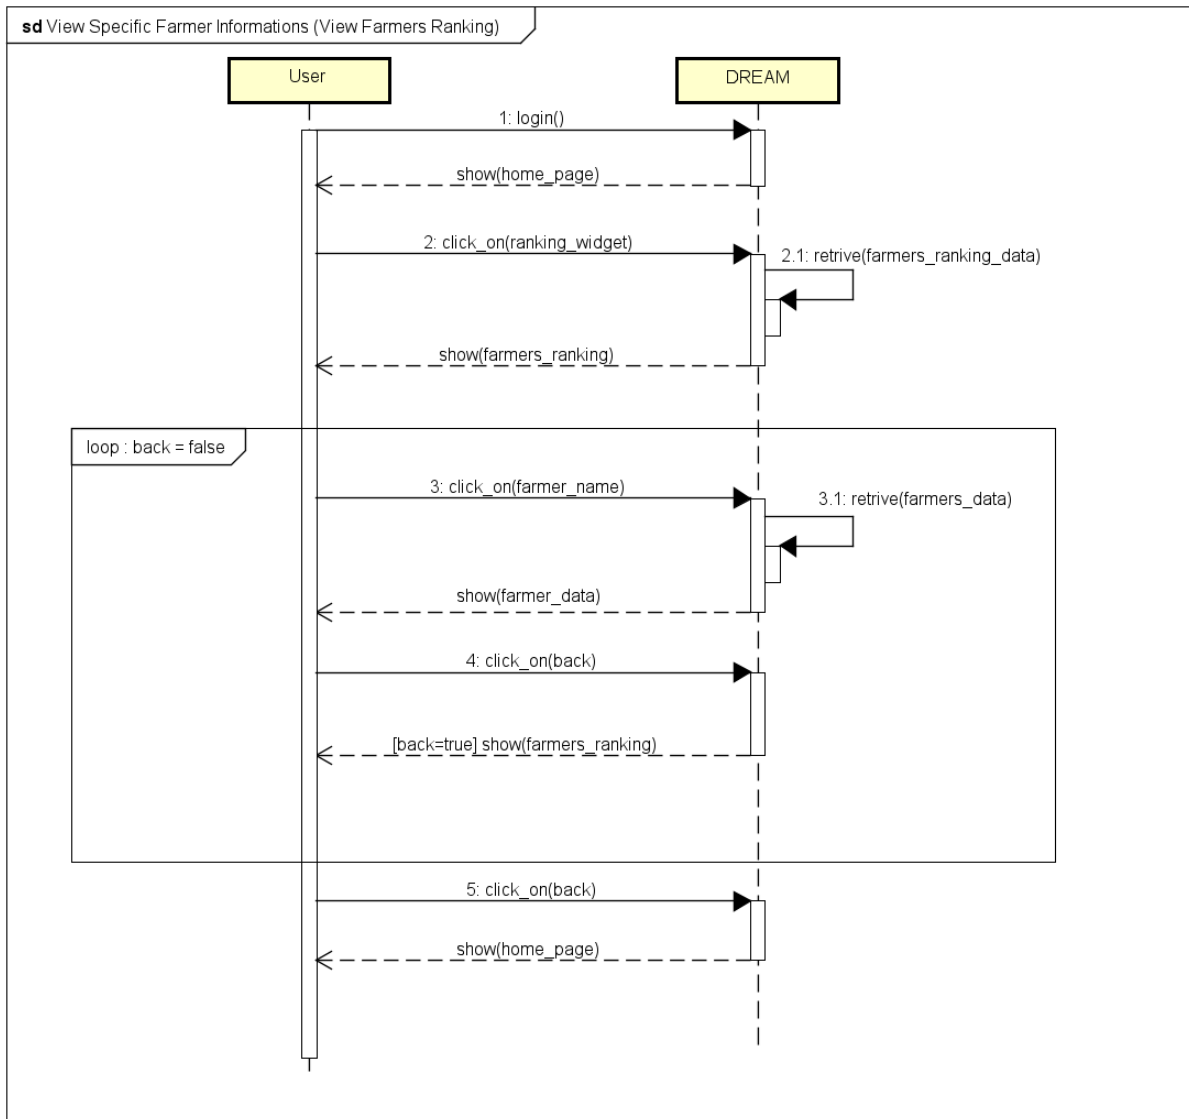 sd View Specific Farmer Informations (View Farmers Ranking)
User
DREAM
1: login()
show(home_page)
2: click_on(ranking_widget)
2.1: retrive(farmers_ranking_data)
show(farmers_ranking)
loop : back = false
3: click_on(farmer_name)
3.1: retrive(farmers_data)
show(farmer_data)
4: click_on(back)
[back=true] show(farmers_ranking)
5: click_on(back)
show(home_page)